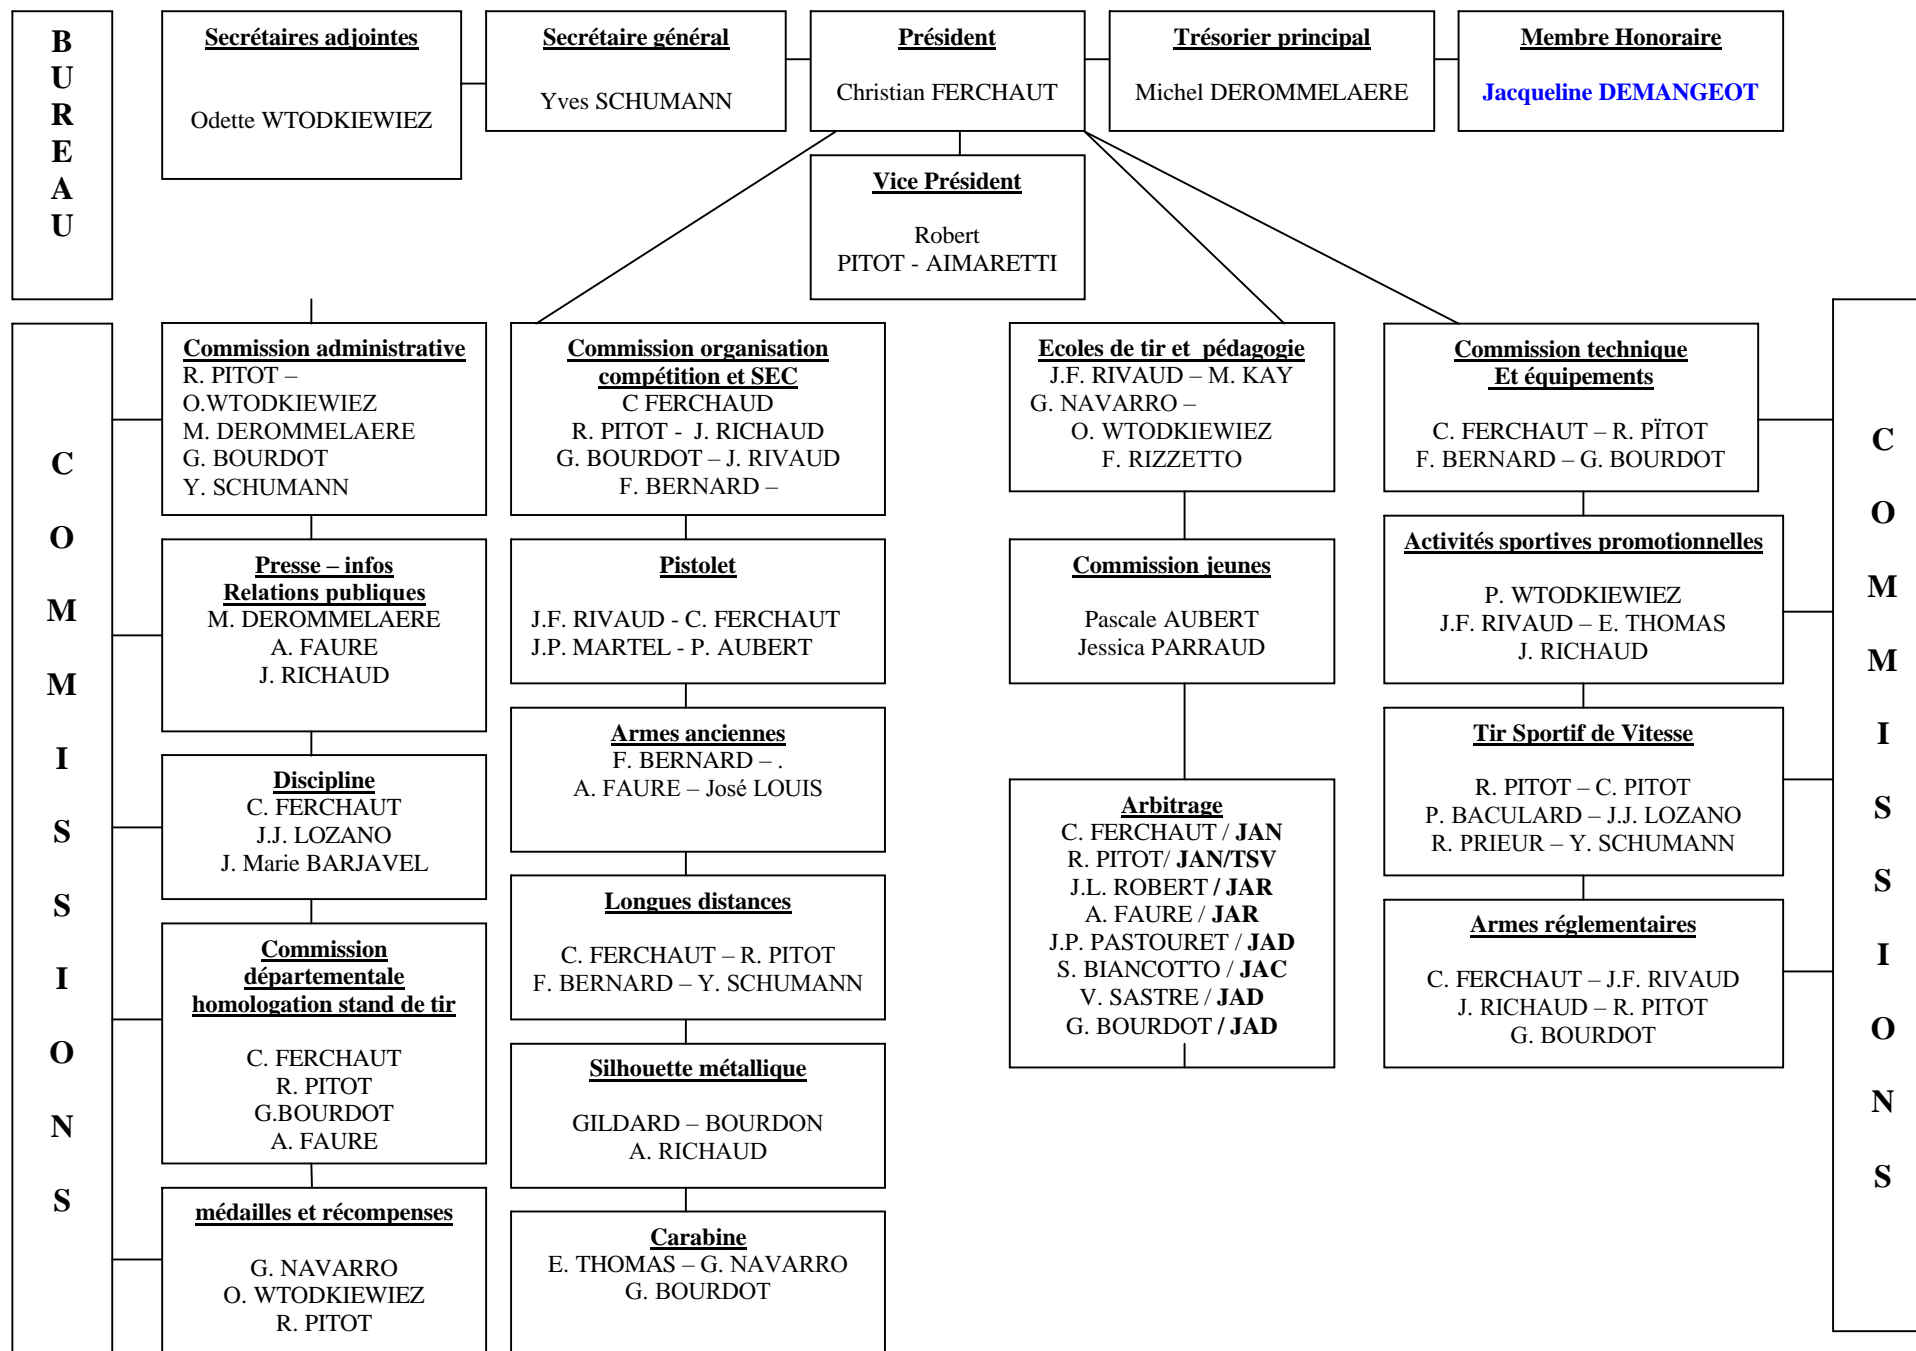 BUREAU
Secrétaires adjointes
Odette WTODKIEWIEZ
Secrétaire général
Yves SCHUMANN
Président
Christian FERCHAUT
Trésorier principal
Michel DEROMMELAERE
Membre Honoraire
Jacqueline DEMANGEOT
Vice Président
Robert
PITOT - AIMARETTI
COMMISSIONS
Commission administrative
R. PITOT –
O.WTODKIEWIEZ
M. DEROMMELAERE
G. BOURDOT
Y. SCHUMANN
Presse – infos
Relations publiques
M. DEROMMELAERE
A. FAURE
J. RICHAUD
Discipline
C. FERCHAUT
J.J. LOZANO
J. Marie BARJAVEL
Commission
départementale
homologation stand de tir
C. FERCHAUT
R. PITOT
G.BOURDOT
A. FAURE
médailles et récompenses
G. NAVARRO
O. WTODKIEWIEZ
R. PITOT
Commission organisation
compétition et SEC
C FERCHAUD
R. PITOT - J. RICHAUD
G. BOURDOT – J. RIVAUD
F. BERNARD –
Pistolet
J.F. RIVAUD - C. FERCHAUT
J.P. MARTEL - P. AUBERT
Armes anciennes
F. BERNARD – .
A. FAURE – José LOUIS
Longues distances
C. FERCHAUT – R. PITOT
F. BERNARD – Y. SCHUMANN
Silhouette métallique
GILDARD – BOURDON
A. RICHAUD
Carabine
E. THOMAS – G. NAVARRO
G. BOURDOT
Ecoles de tir et pédagogie
J.F. RIVAUD – M. KAY
G. NAVARRO –
O. WTODKIEWIEZ
F. RIZZETTO
Commission jeunes
Pascale AUBERT
Jessica PARRAUD
Arbitrage
C. FERCHAUT / JAN
R. PITOT/ JAN/TSV
J.L. ROBERT / JAR
A. FAURE / JAR
J.P. PASTOURET / JAD
S. BIANCOTTO / JAC
V. SASTRE / JAD
G. BOURDOT / JAD
Commission technique
Et équipements
C. FERCHAUT – R. PÏTOT
F. BERNARD – G. BOURDOT
Activités sportives promotionnelles
P. WTODKIEWIEZ
J.F. RIVAUD – E. THOMAS
J. RICHAUD
Tir Sportif de Vitesse
R. PITOT – C. PITOT
P. BACULARD – J.J. LOZANO
R. PRIEUR – Y. SCHUMANN
Armes réglementaires
C. FERCHAUT – J.F. RIVAUD
J. RICHAUD – R. PITOT
G. BOURDOT
COMMISSIONS